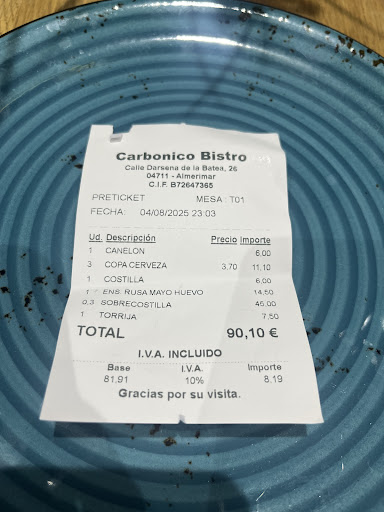 Carbonico Bistro
Calle Darsena de la Batea, 26
04711 - Almerimar
C.I.F. B72647365
PRETICKET MESA: T01
FECHA: 04/08/2025 23:03
Ud. Descripción Precio Importe
1 CANELON 6,00
3 COPA CERVEZA 3,70 11,10
1 COSTILLA 6,00
1 ENS. RUSA MAYO HUEVO 14,50
0,3 SOBRECOSTILLA 45,00
1 TORRIJA 7,50
TOTAL 90,10 €
I.V.A. INCLUIDO
Base I.V.A. Importe
81,91 10% 8,19
Gracias por su visita.